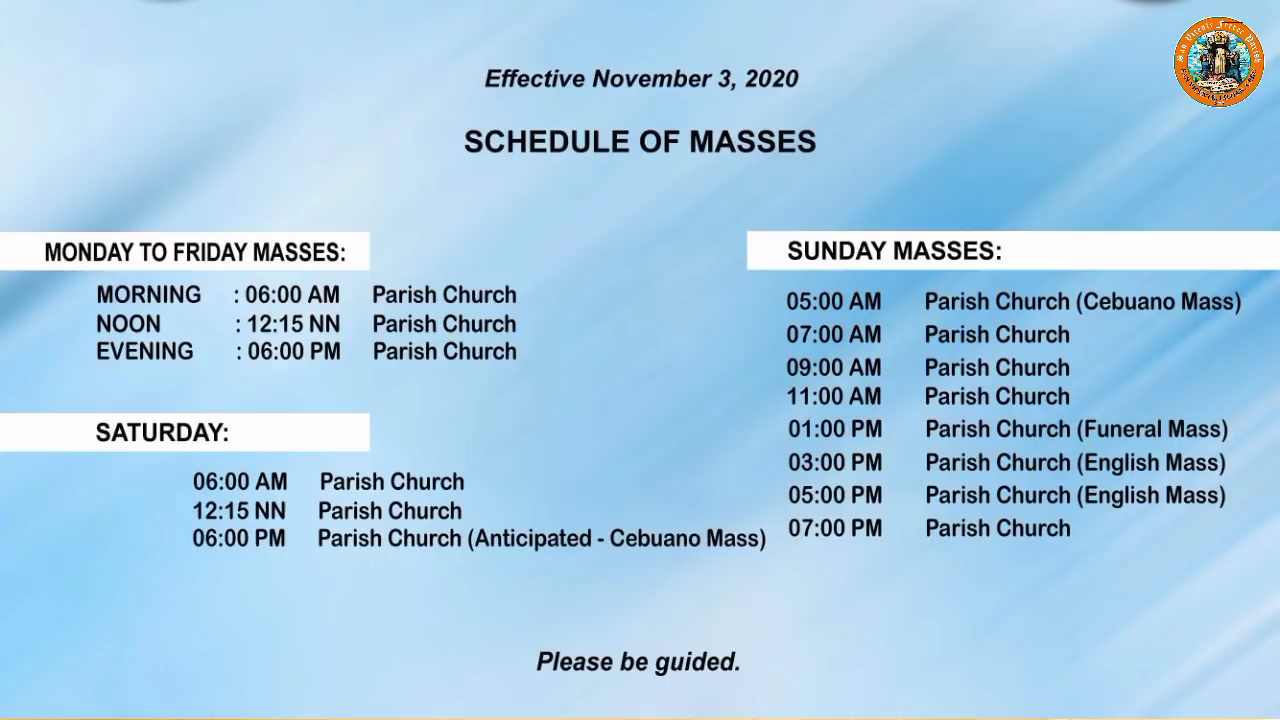 San Vicente Ferrer Parish
Effective November 3, 2020
SCHEDULE OF MASSES
MONDAY TO FRIDAY MASSES:
MORNING : 06:00 AM Parish Church
NOON : 12:15 NN Parish Church
EVENING : 06:00 PM Parish Church
SATURDAY:
06:00 AM Parish Church
12:15 NN Parish Church
06:00 PM Parish Church (Anticipated - Cebuano Mass)
SUNDAY MASSES:
05:00 AM Parish Church (Cebuano Mass)
07:00 AM Parish Church
09:00 AM Parish Church
11:00 AM Parish Church
01:00 PM Parish Church (Funeral Mass)
03:00 PM Parish Church (English Mass)
05:00 PM Parish Church (English Mass)
07:00 PM Parish Church
Please be guided.